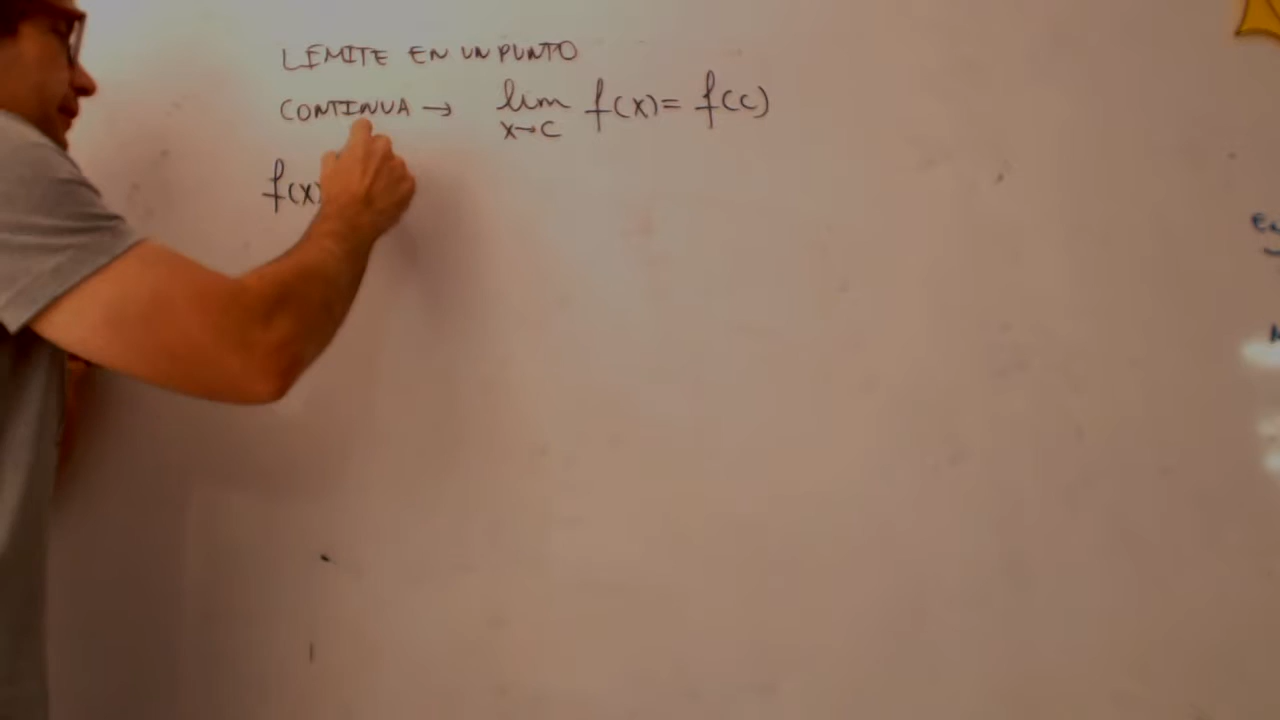 LÍMITE EN UN PUNTO
CONTINUA → lim x→c f(x) = f(c)
f(x)